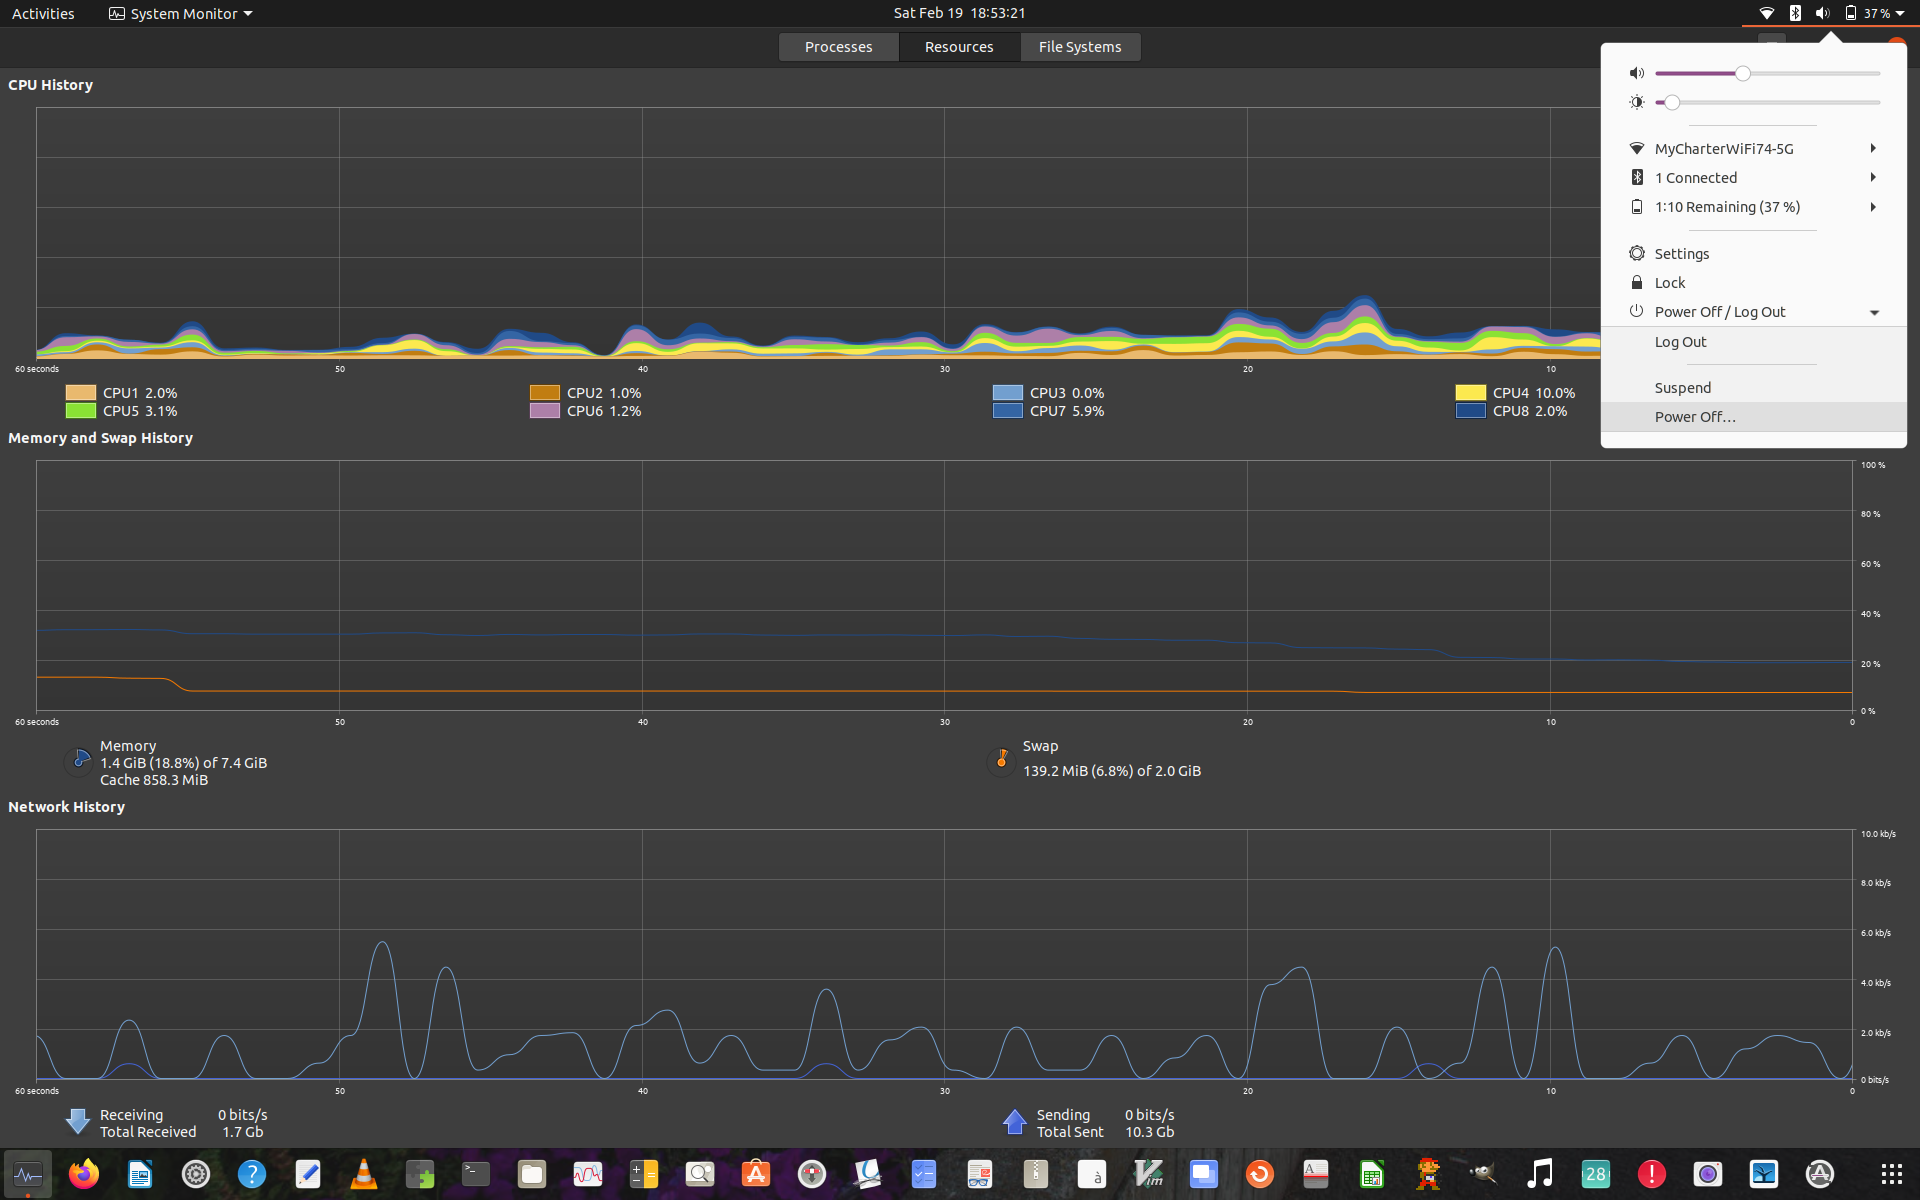 Activities
System Monitor
Sat Feb 19 18:53:21
37 %
Processes
Resources
File Systems
CPU History
60 seconds
50
40
30
20
10
CPU1 2.0%
CPU2 1.0%
CPU3 0.0%
CPU4 10.0%
CPU5 3.1%
CPU6 1.2%
CPU7 5.9%
CPU8 2.0%
MyCharterWiFi74-5G
1 Connected
1:10 Remaining (37 %)
Settings
Lock
Power Off / Log Out
Log Out
Suspend
Power Off...
Memory and Swap History
100 %
80 %
60 %
40 %
20 %
0 %
60 seconds
50
40
30
20
10
0
Memory
1.4 GiB (18.8%) of 7.4 GiB
Cache 858.3 MiB
Swap
139.2 MiB (6.8%) of 2.0 GiB
Network History
10.0 kb/s
8.0 kb/s
6.0 kb/s
4.0 kb/s
2.0 kb/s
0 bits/s
60 seconds
50
40
30
20
10
0
Receiving 0 bits/s
Total Received 1.7 Gb
Sending 0 bits/s
Total Sent 10.3 Gb
?
>_
à
Vim
A
28
!